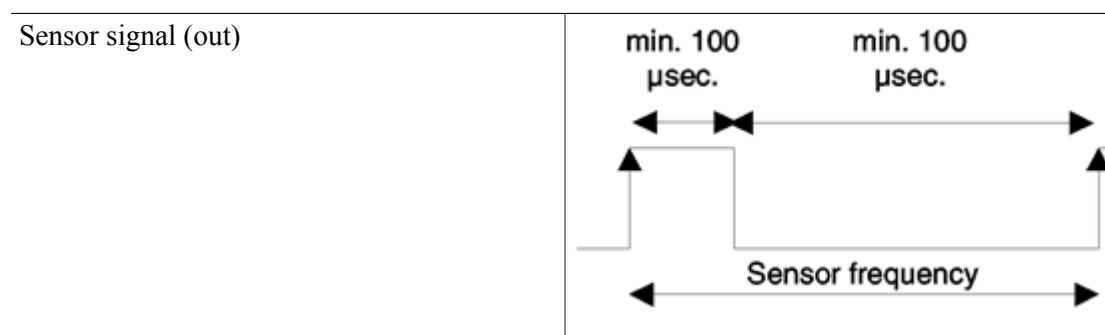 Sensor signal (out)
min. 100
µsec.
min. 100
µsec.
Sensor frequency